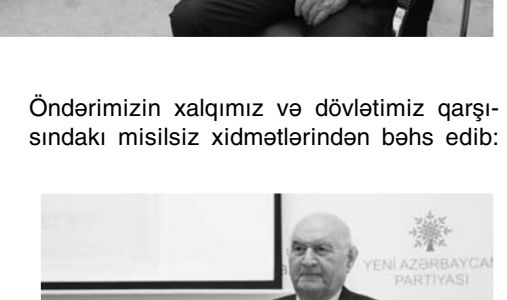 Öndərimizin xalqımız və dövlətimiz qarşı-
sındakı misilsiz xidmətlərindən bəhs edib:
YENİ AZƏRBAYCAN
PARTİYASI